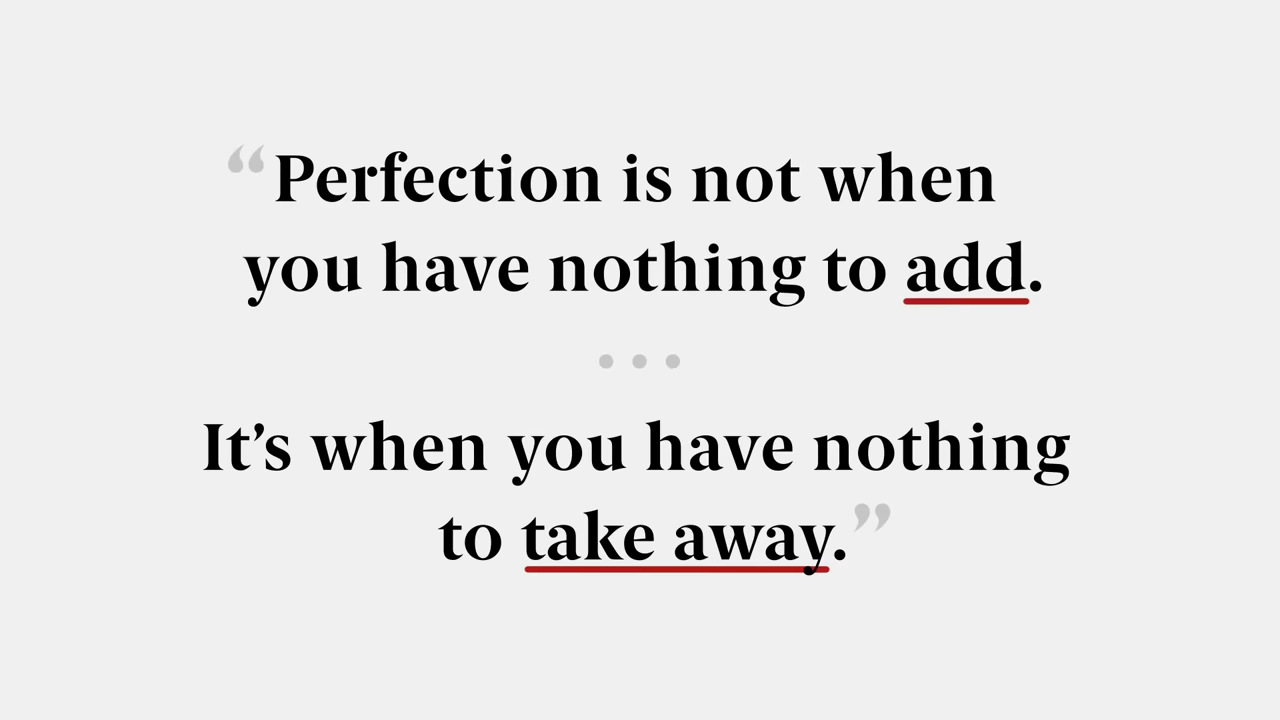 “Perfection is not when
you have nothing to add.
• • •
It’s when you have nothing
to take away.”